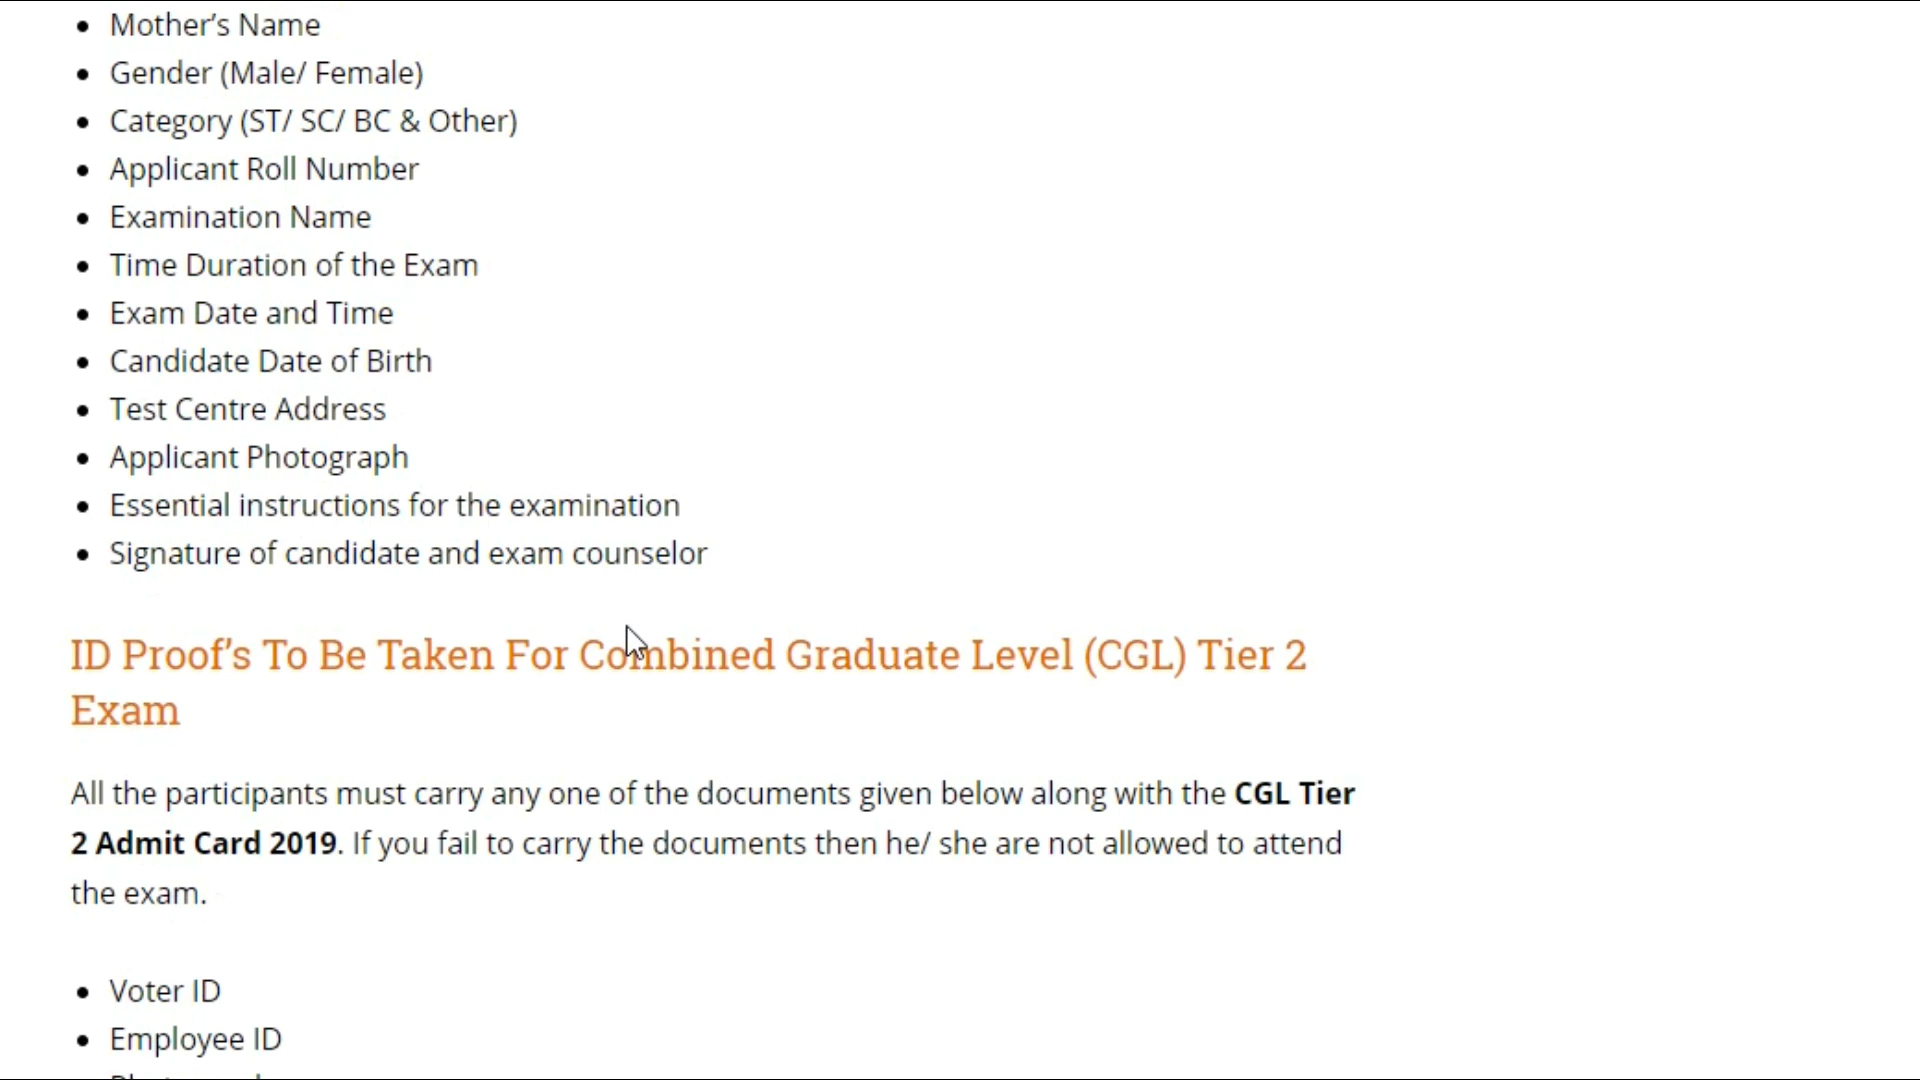 Mother’s Name
Gender (Male/ Female)
Category (ST/ SC/ BC & Other)
Applicant Roll Number
Examination Name
Time Duration of the Exam
Exam Date and Time
Candidate Date of Birth
Test Centre Address
Applicant Photograph
Essential instructions for the examination
Signature of candidate and exam counselor
ID Proof’s To Be Taken For Combined Graduate Level (CGL) Tier 2
Exam
All the participants must carry any one of the documents given below along with the CGL Tier
2 Admit Card 2019. If you fail to carry the documents then he/ she are not allowed to attend
the exam.
Voter ID
Employee ID